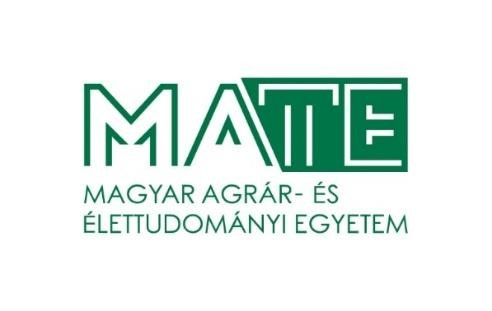 MATE
MAGYAR AGRÁR- ÉS
ÉLETTUDOMÁNYI EGYETEM